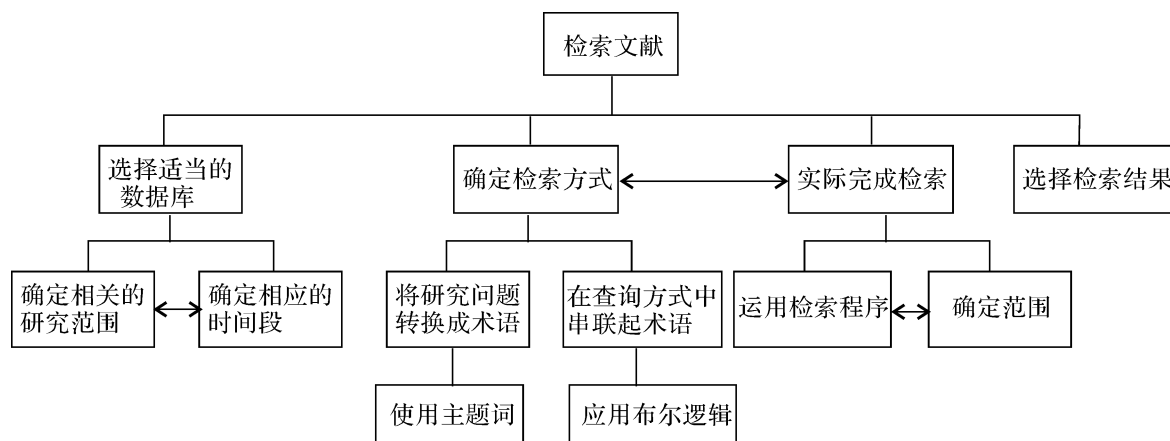 检索文献
选择适当的
数据库
确定检索方式
实际完成检索
选择检索结果
确定相关的
研究范围
确定相应的
时间段
将研究问题
转换成术语
在查询方式中
串联起术语
运用检索程序
确定范围
使用主题词
应用布尔逻辑